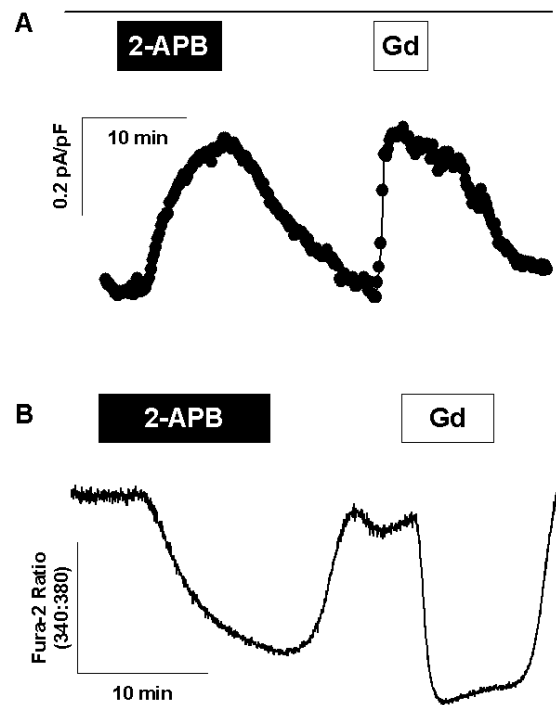 A
2-APB
Gd
10 min
0.2 pA/pF
B
2-APB
Gd
Fura-2 Ratio
(340:380)
10 min